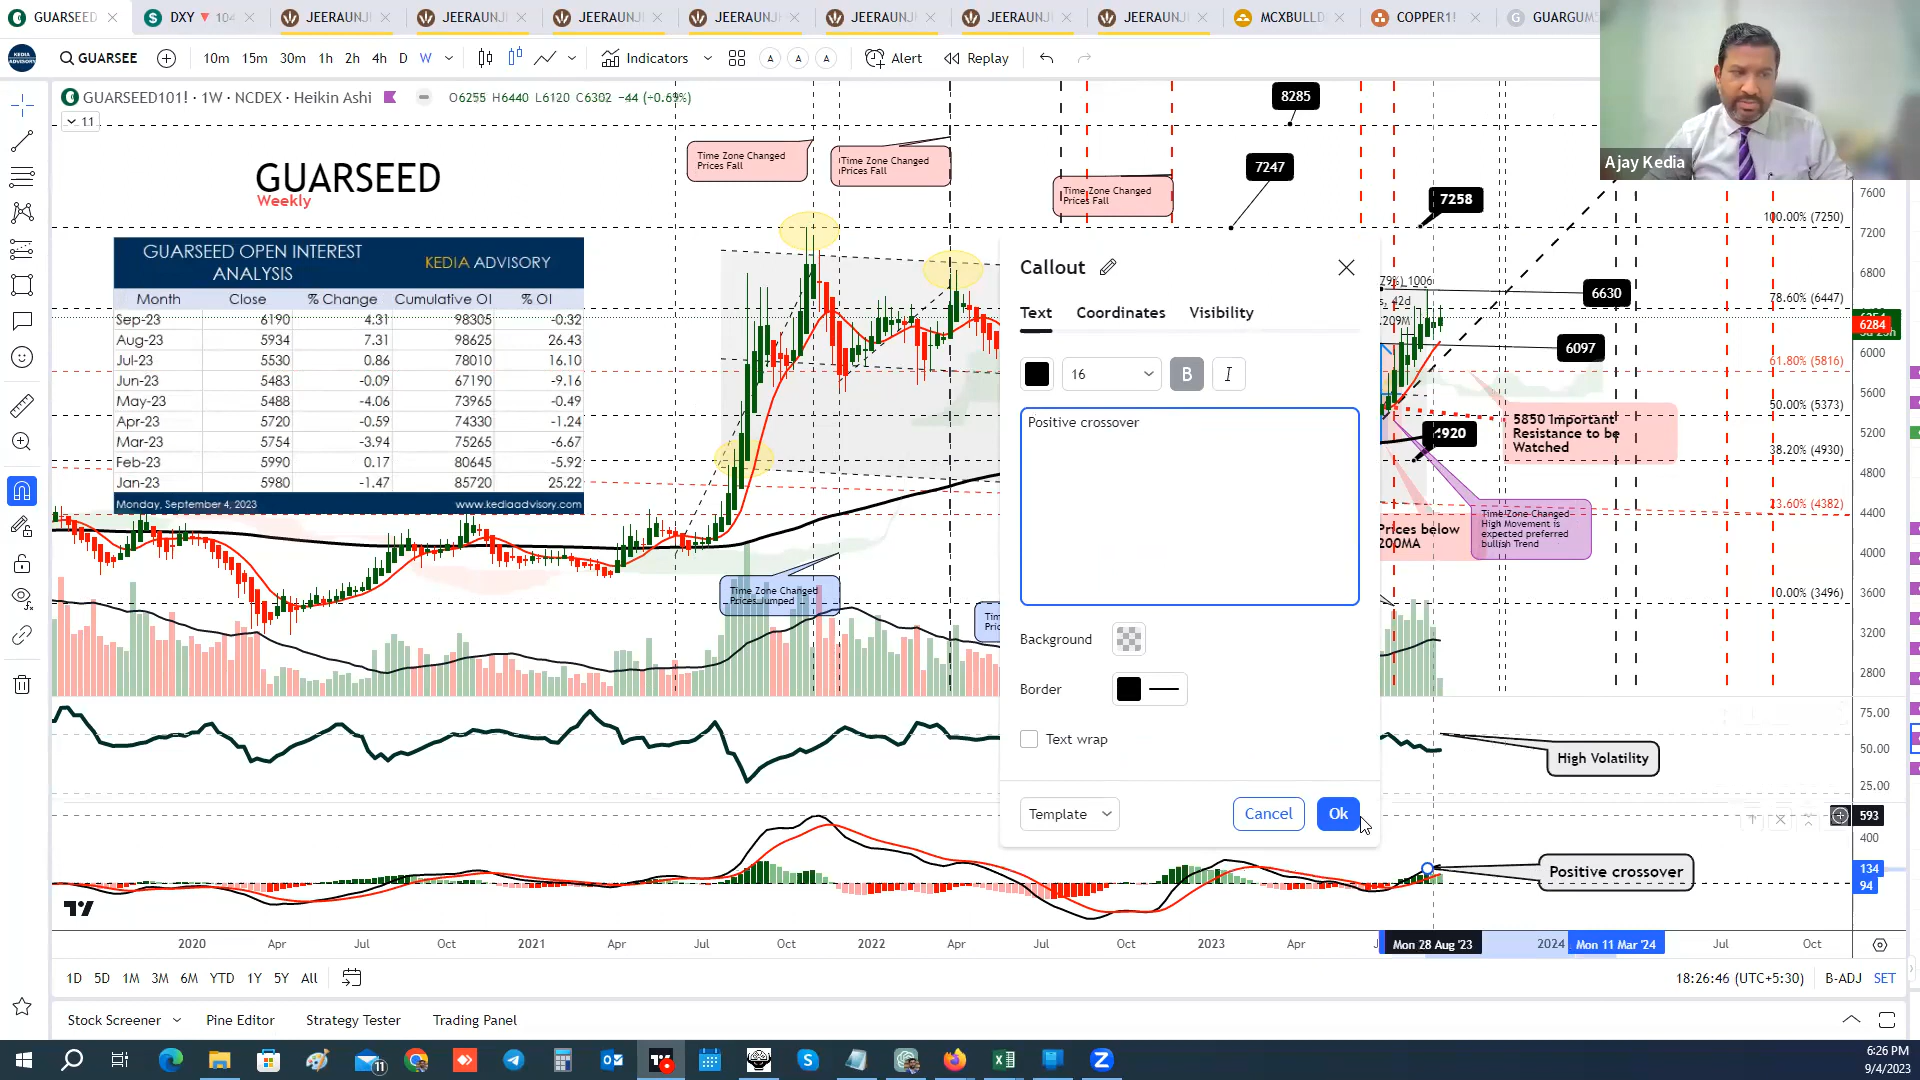 GUARSEE
DXY
104
JEERAUNJ
JEERAUNJ
JEERAUNJ
JEERAUNJ
JEERAUNJ
JEERAUNJ
JEERAUNJ
MCXBULLD
COPPER1!
GUARGUM5
GUARSEE
10m 15m 30m 1h 2h 4h D W
Indicators
Alert
Replay
GUARSEED101! · 1W · NCDEX · Heikin Ashi
O6255 H6440 L6120 C6302 −44 (−0.69%)
11
GUARSEED
Weekly
GUARSEED OPEN INTEREST
ANALYSIS
KEDIA ADVISORY
Month Close % Change Cumulative OI % OI
Sep-23 6190 4.31 98305 -0.32
Aug-23 5934 7.31 98625 26.43
Jul-23 5530 0.86 78010 16.10
Jun-23 5483 -0.09 67190 -9.16
May-23 5488 -4.06 73965 -0.49
Apr-23 5720 -0.59 74330 -1.24
Mar-23 5754 -3.94 75265 -6.67
Feb-23 5990 0.17 80645 -5.92
Jan-23 5980 -1.47 85720 25.22
Monday, September 4, 2023 www.kediaadvisory.com
Time Zone Changed
Prices Fall
Time Zone Changed
Prices Fall
Time Zone Changed
Prices Fall
8285
7247
7258
6630
6097
4920
Ajay Kedia
100.00% (7250)
78.60% (6447)
61.80% (5816)
50.00% (5373)
38.20% (4930)
23.60% (4382)
0.00% (3496)
7600
7200
6800
6284
6000
5600
5200
4800
4400
4000
3600
3200
2800
75.00
50.00
25.00
593
400
134
94
5850 Important
Resistance to be
Watched
Prices below
200MA
Time Zone Changed
High Movement is
expected preferred
bullish Trend
Time Zone Changed
Prices Jumped
Callout
Text Coordinates Visibility
16 B I
Positive crossover
Background
Border
Text wrap
Template
Cancel
Ok
High Volatility
Positive crossover
2020 Apr Jul Oct 2021 Apr Jul Oct 2022 Apr Jul Oct 2023 Apr Mon 28 Aug '23 2024 Mon 11 Mar '24 Jul Oct
1D 5D 1M 3M 6M YTD 1Y 5Y All
18:26:46 (UTC+5:30) B-ADJ SET
Stock Screener Pine Editor Strategy Tester Trading Panel
11
6:26 PM
9/4/2023